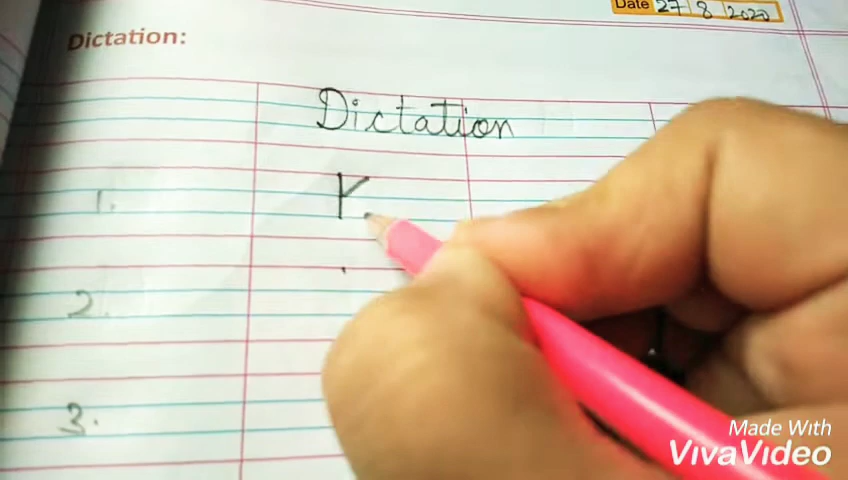 Date 27 8 2020
Dictation:
Dictation
1.
2.
3.
Made With
VivaVideo